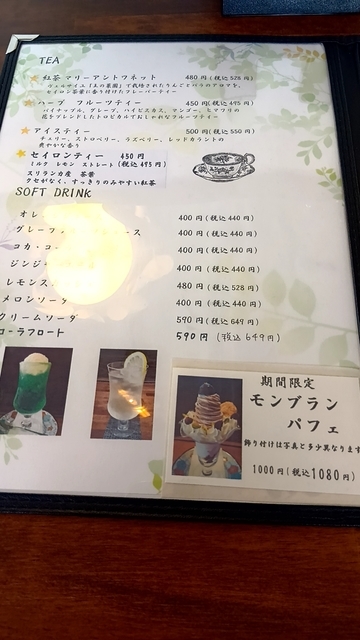 TEA
紅茶 マリーアントワネット 480円(税込528円)
ヴェルサイユ「王の菜園」で栽培されたりんごとバラのアロマを、
セイロン茶葉に香り付けしたフレーバーティー
ハーブ フルーツティー 450円(税込495円)
パイナップル、グレープ、ハイビスカス、マンゴー、ヒマワリの
花をブレンドしたトロピカルでおしゃれなフルーツティー
アイスティー 500円(税込550円)
チェリー、ストロベリー、ラズベリー、レッドカラントの
爽やかな香り
セイロンティー 450円
ミルク レモン ストレート (税込495円)
スリランカ産 茶葉
クセがなく、すっきりのみやすい紅茶
SOFT DRINK
オレ 400円(税込440円)
グレープ ース 400円(税込440円)
コカ・コ 400円(税込440円)
ジンジ 400円(税込440円)
レモンス 480円(税込528円)
メロンソーダ 400円(税込440円)
クリームソーダ 590円(税込649円)
コーラフロート 590円(税込649円)
期間限定
モンブラン
パフェ
飾り付けは写真と多少異なります
1000円(税込1080円)